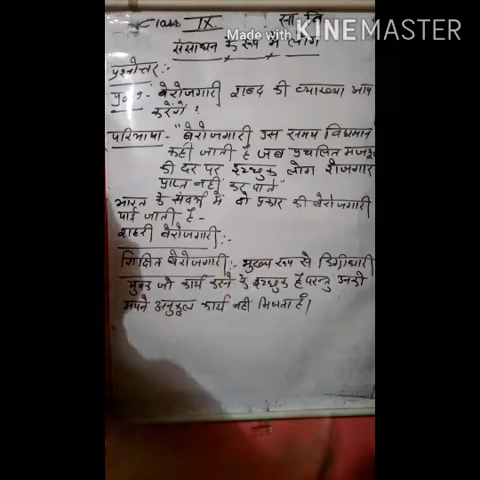 Class IX. सा. वि
Made with KINEMASTER
संसाधन के रूप में लोग
प्रश्नोत्तर:-
बेरोजगारी शब्द की व्याख्या आप
करेंगे?
परिभाषा- "बेरोजगारी उस समय विद्यमान
कही जाती है जब प्रचलित मजदूरी
की दर पर इच्छुक लोग रोजगार
प्राप्त नहीं कर पाते"
भारत के संदर्भ में दो प्रकार की बेरोजगारी
पाई जाती है-
शहरी बेरोजगारी:-
शिक्षित बेरोजगारी:- मुख्य रूप से डिग्रीधारी
युवक जो कार्य करने के इच्छुक हैं परन्तु उनको
अपने अनुकूल कार्य नहीं मिलता है।